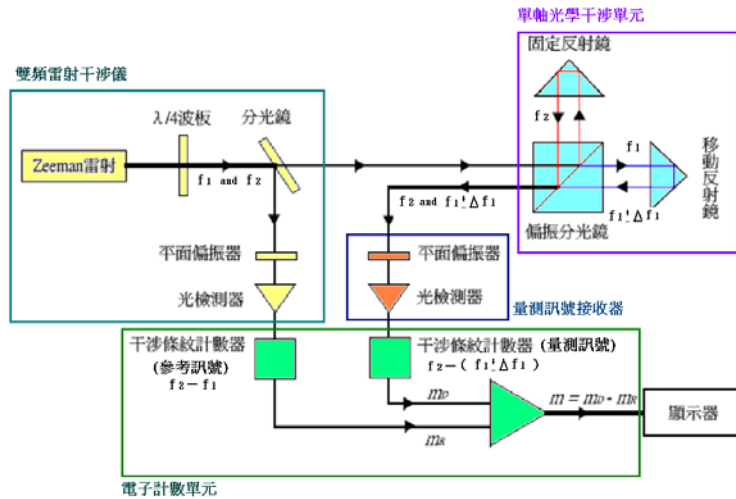 單軸光學干涉單元
固定反射鏡
雙頻雷射干涉儀
λ/4波板
分光鏡
f₂
Zeeman雷射
f₁ and f₂
f₁
移動反射鏡
f₂ and f₁'±Δf₁
f₁'±Δf₁
偏振分光鏡
平面偏振器
平面偏振器
光檢測器
光檢測器
量測訊號接收器
干涉條紋計數器
(參考訊號)
f₂－f₁
干涉條紋計數器 (量測訊號)
f₂－( f₁'±Δf₁ )
m_D
m = m_D - m_R
顯示器
m_R
電子計數單元